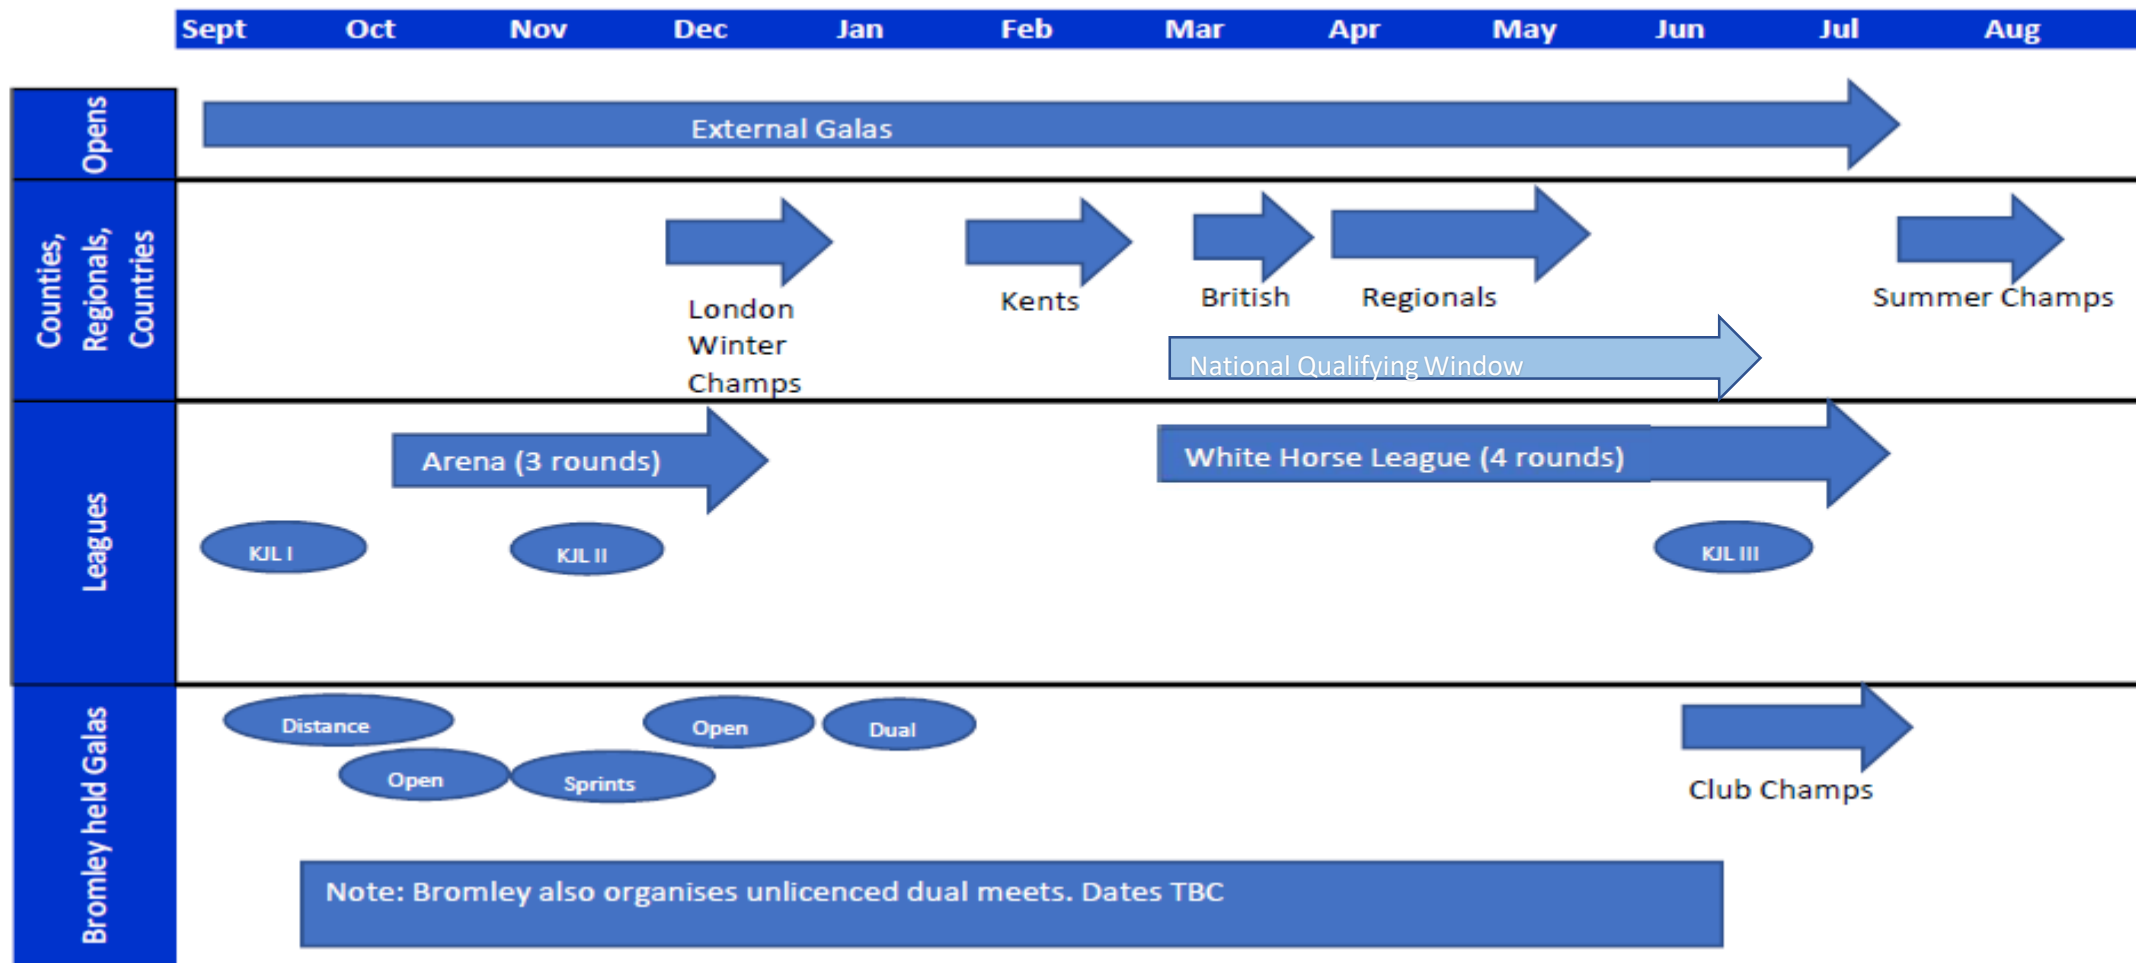 Sept Oct Nov Dec Jan Feb Mar Apr May Jun Jul Aug
Opens
External Galas
Counties,
Regionals,
Countries
London
Winter
Champs
Kents
British
Regionals
Summer Champs
National Qualifying Window
Leagues
Arena (3 rounds)
White Horse League (4 rounds)
KJL I
KJL II
KJL III
Bromley held Galas
Distance
Open
Sprints
Open
Dual
Club Champs
Note: Bromley also organises unlicenced dual meets. Dates TBC